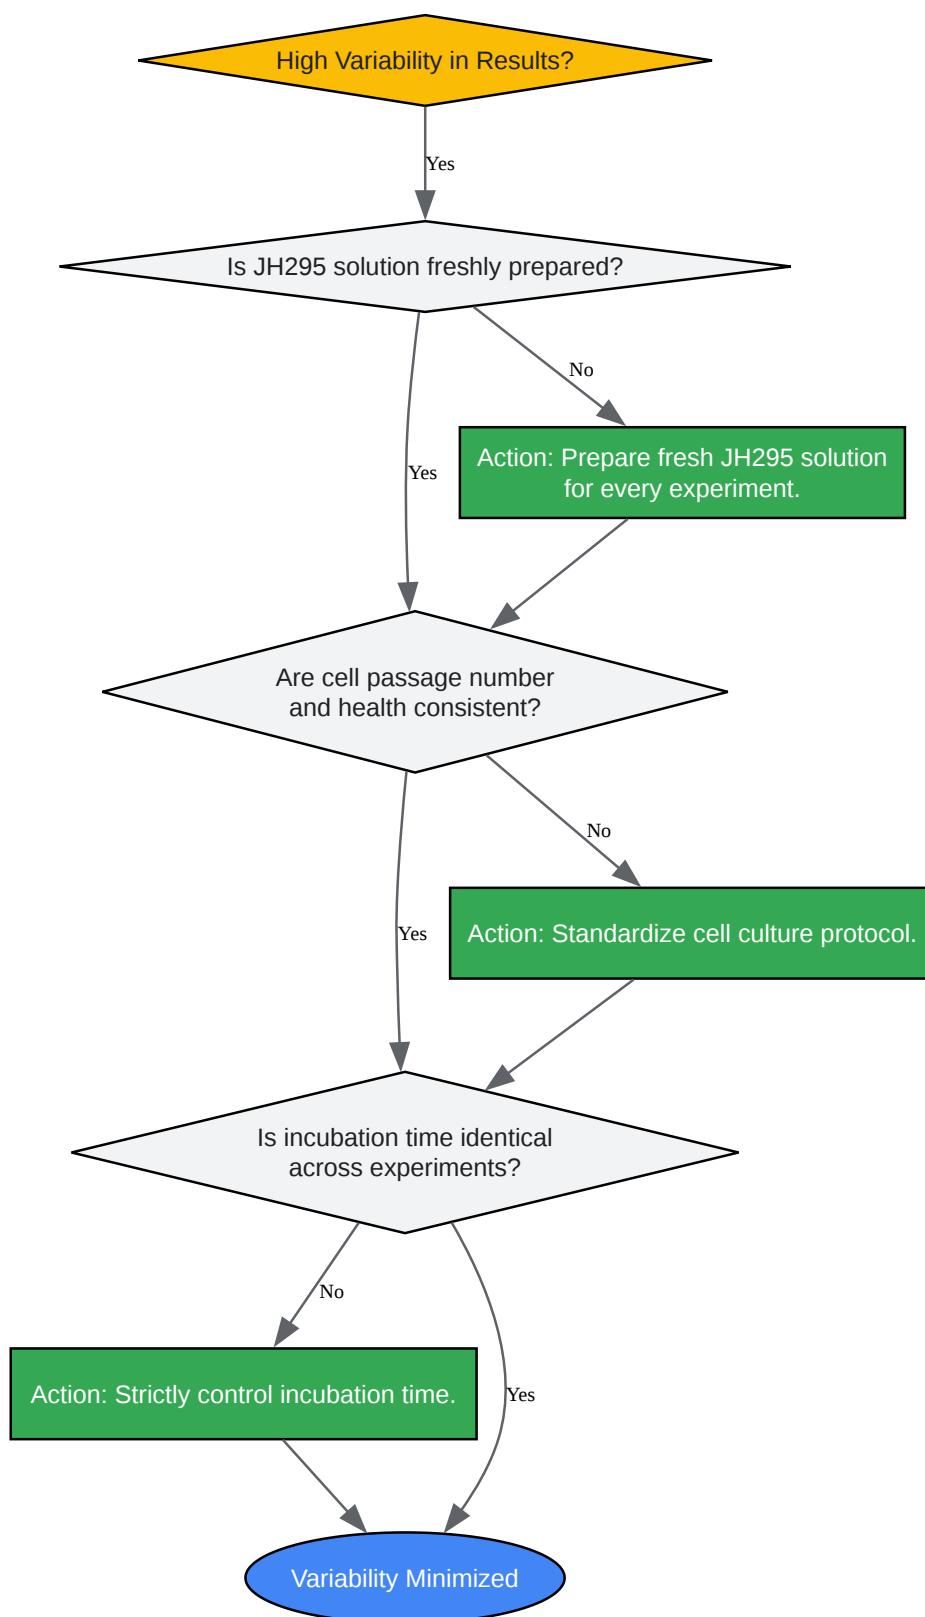 High Variability in Results?
Yes
Is JH295 solution freshly prepared?
No
Yes
Action: Prepare fresh JH295 solution
for every experiment.
Are cell passage number
and health consistent?
No
Yes
Action: Standardize cell culture protocol.
Is incubation time identical
across experiments?
No
Action: Strictly control incubation time.
Yes
Variability Minimized